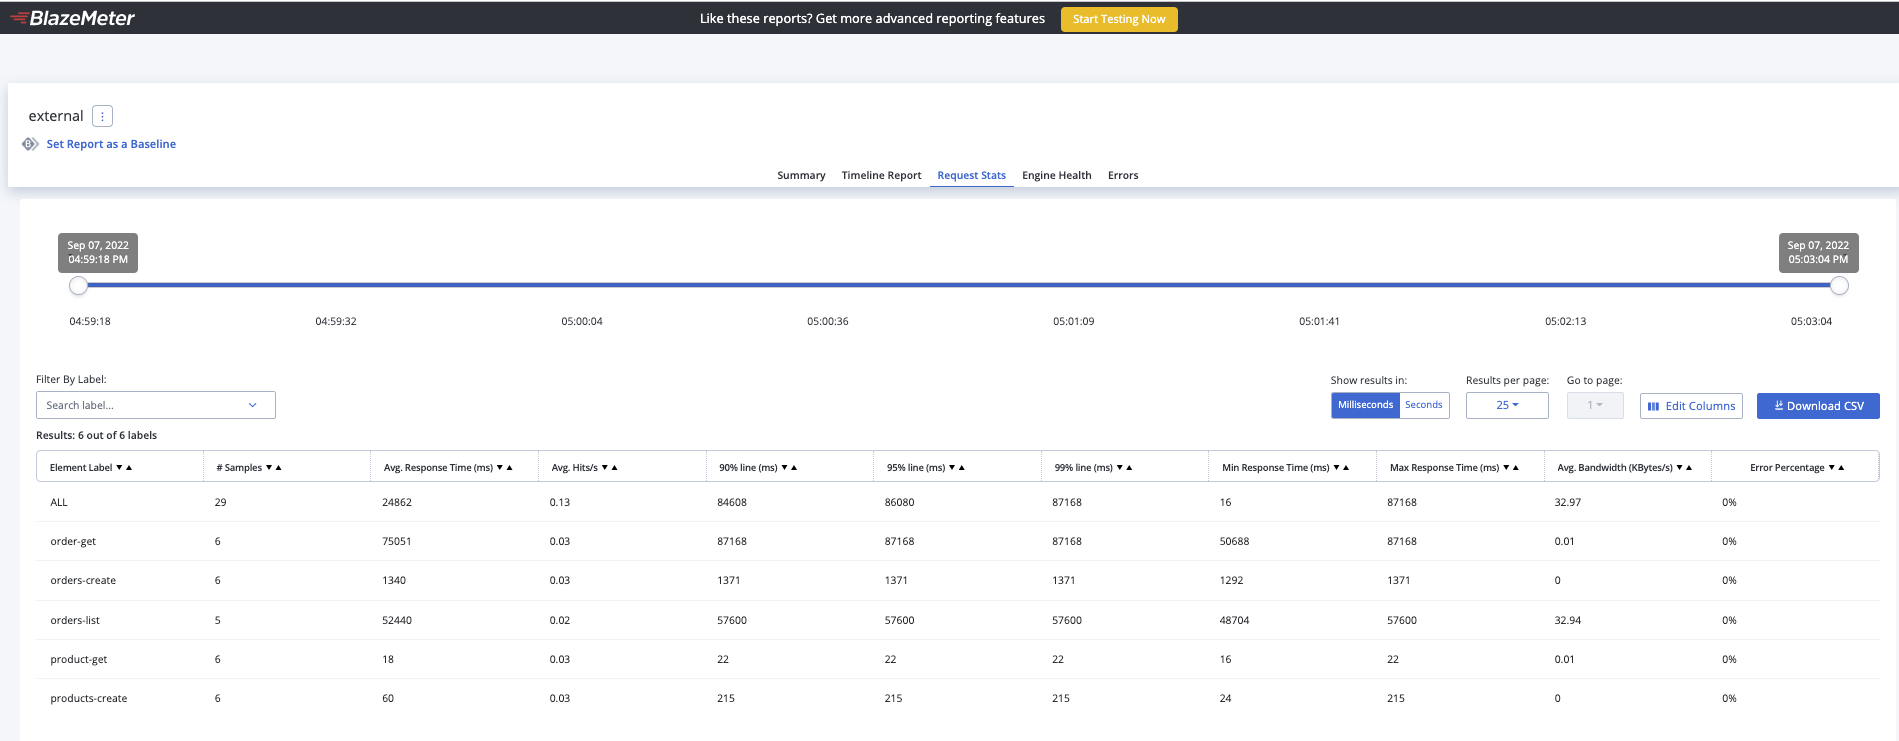 BlazeMeter
Like these reports? Get more advanced reporting features
Start Testing Now
external
Set Report as a Baseline
Summary Timeline Report Request Stats Engine Health Errors
Sep 07, 2022
04:59:18 PM
Sep 07, 2022
05:03:04 PM
04:59:18 04:59:32 05:00:04 05:00:36 05:01:09 05:01:41 05:02:13 05:03:04
Filter By Label:
Search label...
Show results in:
Milliseconds Seconds
Results per page:
25
Go to page:
1
Edit Columns
Download CSV
Results: 6 out of 6 labels
Element Label ▼▲ # Samples ▼▲ Avg. Response Time (ms) ▼▲ Avg. Hits/s ▼▲ 90% line (ms) ▼▲ 95% line (ms) ▼▲ 99% line (ms) ▼▲ Min Response Time (ms) ▼▲ Max Response Time (ms) ▼▲ Avg. Bandwidth (KBytes/s) ▼▲ Error Percentage ▼▲
ALL 29 24862 0.13 84608 86080 87168 16 87168 32.97 0%
order-get 6 75051 0.03 87168 87168 87168 50688 87168 0.01 0%
orders-create 6 1340 0.03 1371 1371 1371 1292 1371 0 0%
orders-list 5 52440 0.02 57600 57600 57600 48704 57600 32.94 0%
product-get 6 18 0.03 22 22 22 16 22 0.01 0%
products-create 6 60 0.03 215 215 215 24 215 0 0%